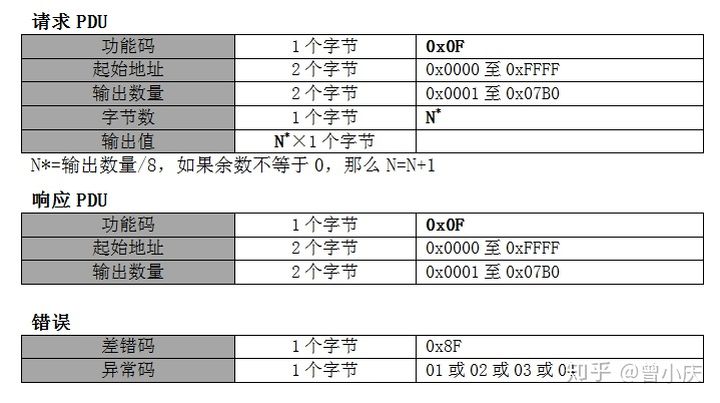 请求 PDU
功能码 1 个字节 0x0F
起始地址 2 个字节 0x0000 至 0xFFFF
输出数量 2 个字节 0x0001 至 0x07B0
字节数 1 个字节 N*
输出值 N*×1 个字节
N*=输出数量/8，如果余数不等于 0，那么 N=N+1
响应 PDU
功能码 1 个字节 0x0F
起始地址 2 个字节 0x0000 至 0xFFFF
输出数量 2 个字节 0x0001 至 0x07B0
错误
差错码 1 个字节 0x8F
异常码 1 个字节 01 或 02 或 03 或 04
知乎 @曾小庆